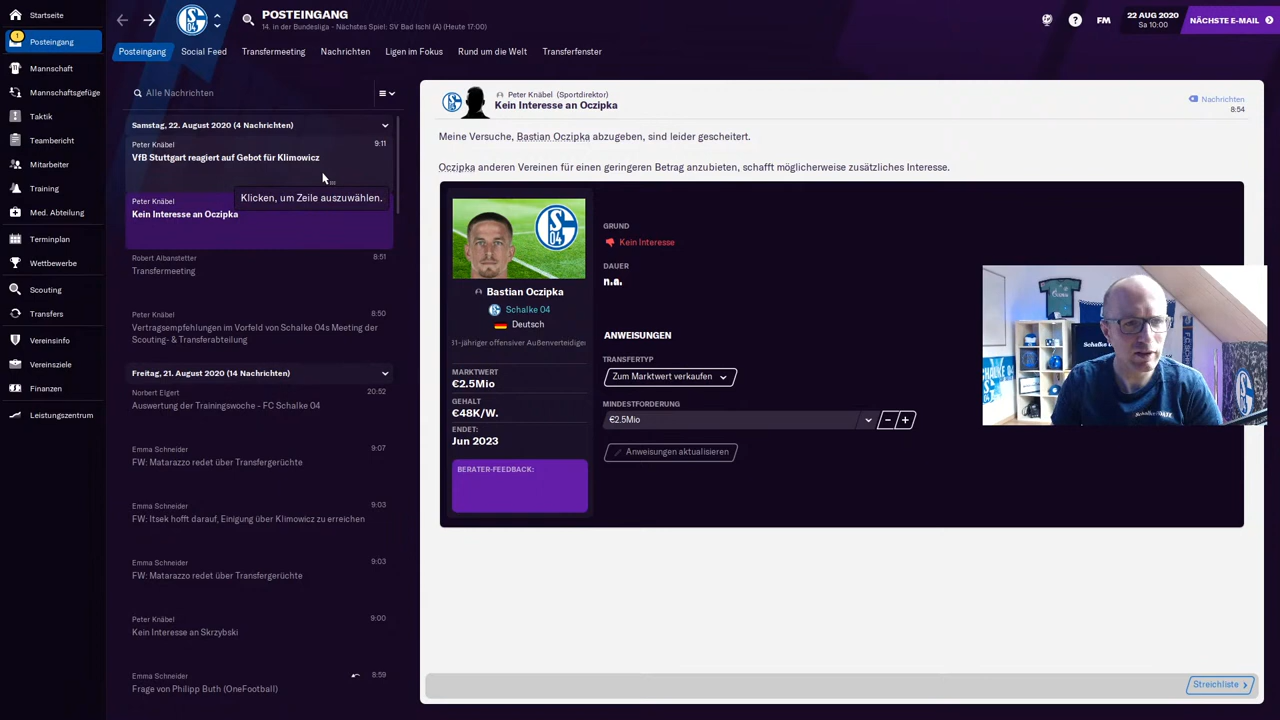 Startseite
Posteingang
Mannschaft
Mannschaftsgefüge
Taktik
Teambericht
Mitarbeiter
Training
Med. Abteilung
Terminplan
Wettbewerbe
Scouting
Transfers
Vereinsinfo
Vereinsziele
Finanzen
Leistungszentrum
POSTEINGANG
14. in der Bundesliga - Nächstes Spiel: SV Bad Ischl (A) (Heute 17:00)
FM
22 AUG 2020
Sa 10:00
NÄCHSTE E-MAIL
Posteingang
Social Feed
Transfermeeting
Nachrichten
Ligen im Fokus
Rund um die Welt
Transferfenster
Alle Nachrichten
Samstag, 22. August 2020 (4 Nachrichten)
Peter Knäbel
9:11
VfB Stuttgart reagiert auf Gebot für Klimowicz
Klicken, um Zeile auszuwählen.
Peter Knäbel
Kein Interesse an Oczipka
Robert Albanstetter
8:51
Transfermeeting
Peter Knäbel
8:50
Vertragsempfehlungen im Vorfeld von Schalke 04s Meeting der
Scouting- & Transferabteilung
Freitag, 21. August 2020 (14 Nachrichten)
Norbert Elgert
20:52
Auswertung der Trainingswoche - FC Schalke 04
Emma Schneider
9:07
FW: Matarazzo redet über Transfergerüchte
Emma Schneider
9:03
FW: Itsek hofft darauf, Einigung über Klimowicz zu erreichen
Emma Schneider
9:03
FW: Matarazzo redet über Transfergerüchte
Peter Knäbel
9:00
Kein Interesse an Skrzybski
Emma Schneider
8:59
Frage von Philipp Buth (OneFootball)
Peter Knäbel (Sportdirektor)
Kein Interesse an Oczipka
Nachrichten
8:54
Meine Versuche, Bastian Oczipka abzugeben, sind leider gescheitert.
Oczipka anderen Vereinen für einen geringeren Betrag anzubieten, schafft möglicherweise zusätzliches Interesse.
Bastian Oczipka
Schalke 04
Deutsch
31-jähriger offensiver Außenverteidiger
MARKTWERT
€2.5Mio
GEHALT
€48K/W.
ENDET:
Jun 2023
BERATER-FEEDBACK:
GRUND
Kein Interesse
DAUER
n.a.
ANWEISUNGEN
TRANSFERTYP
Zum Marktwert verkaufen
MINDESTFORDERUNG
€2.5Mio
Anweisungen aktualisieren
Streichliste